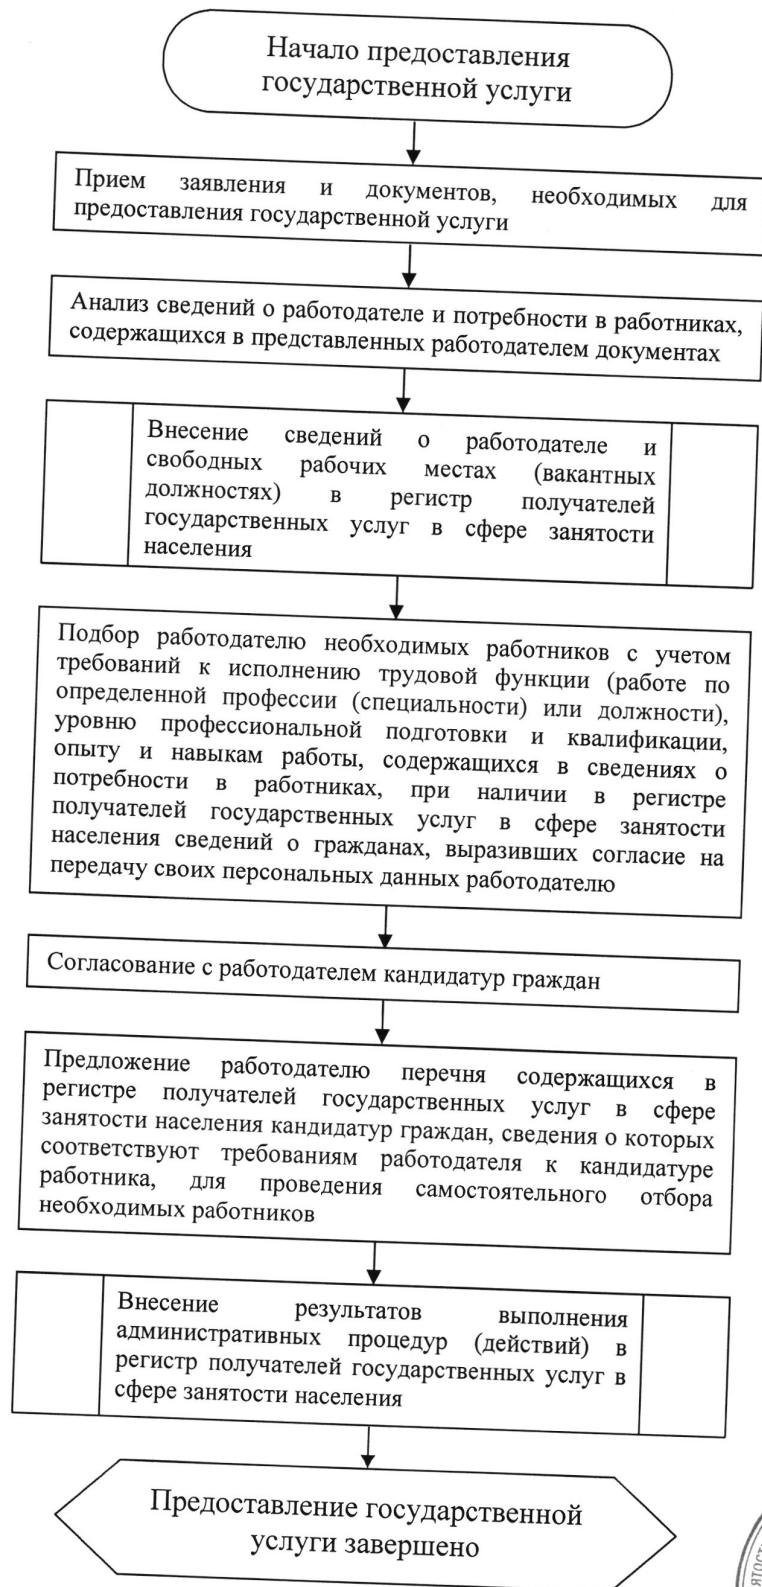 Начало предоставления
государственной услуги
Прием заявления и документов, необходимых для
предоставления государственной услуги
Анализ сведений о работодателе и потребности в работниках,
содержащихся в представленных работодателем документах
Внесение сведений о работодателе и
свободных рабочих местах (вакантных
должностях) в регистр получателей
государственных услуг в сфере занятости
населения
Подбор работодателю необходимых работников с учетом
требований к исполнению трудовой функции (работе по
определенной профессии (специальности) или должности),
уровню профессиональной подготовки и квалификации,
опыту и навыкам работы, содержащихся в сведениях о
потребности в работниках, при наличии в регистре
получателей государственных услуг в сфере занятости
населения сведений о гражданах, выразивших согласие на
передачу своих персональных данных работодателю
Согласование с работодателем кандидатур граждан
Предложение работодателю перечня содержащихся в
регистре получателей государственных услуг в сфере
занятости населения кандидатур граждан, сведения о которых
соответствуют требованиям работодателя к кандидатуре
работника, для проведения самостоятельного отбора
необходимых работников
Внесение результатов выполнения
административных процедур (действий) в
регистр получателей государственных услуг в
сфере занятости населения
Предоставление государственной
услуги завершено